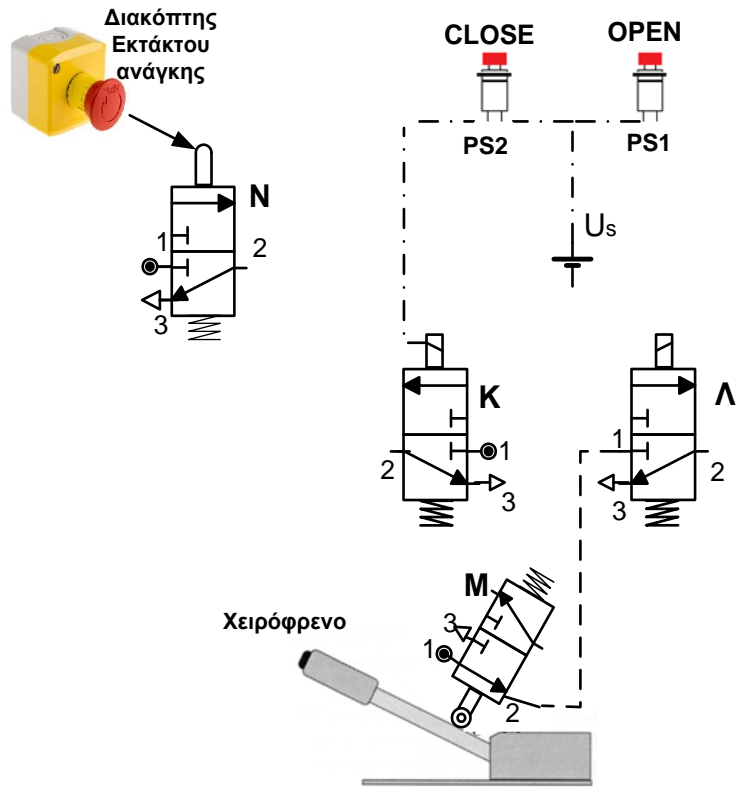 Διακόπτης
Εκτάκτου
ανάγκης
CLOSE
OPEN
PS2
PS1
N
1
2
3
Us
K
2
1
3
Λ
1
2
3
M
3
1
2
Χειρόφρενο